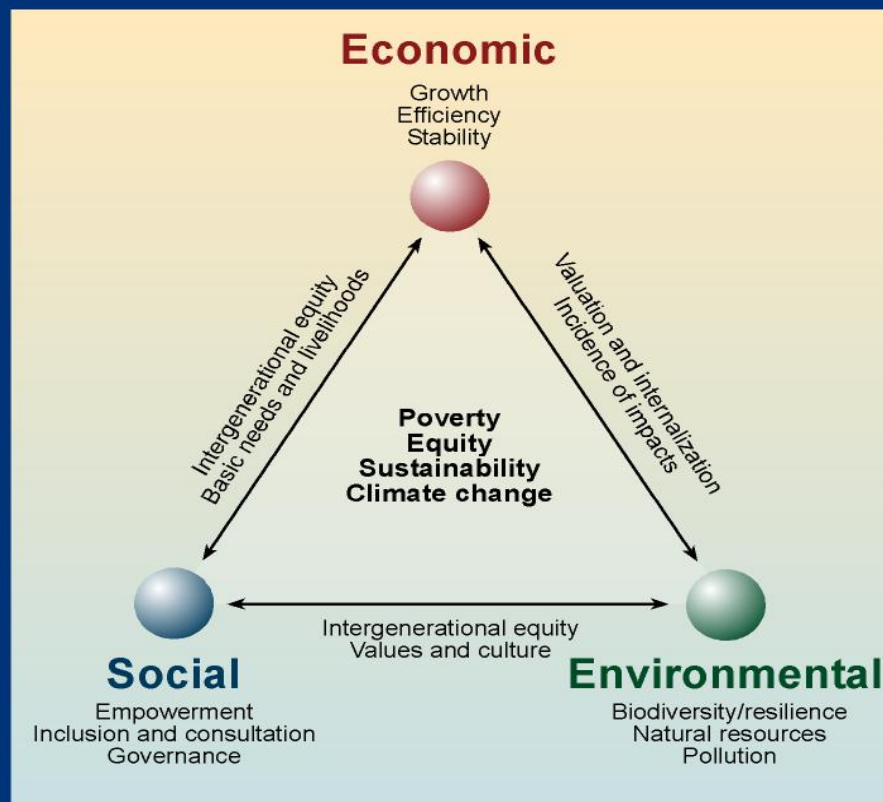 Economic
Growth
Efficiency
Stability
Intergenerational equity
Basic needs and livelihoods
Valuation and internalization
Incidence of impacts
Poverty
Equity
Sustainability
Climate change
Intergenerational equity
Values and culture
Social
Empowerment
Inclusion and consultation
Governance
Environmental
Biodiversity/resilience
Natural resources
Pollution